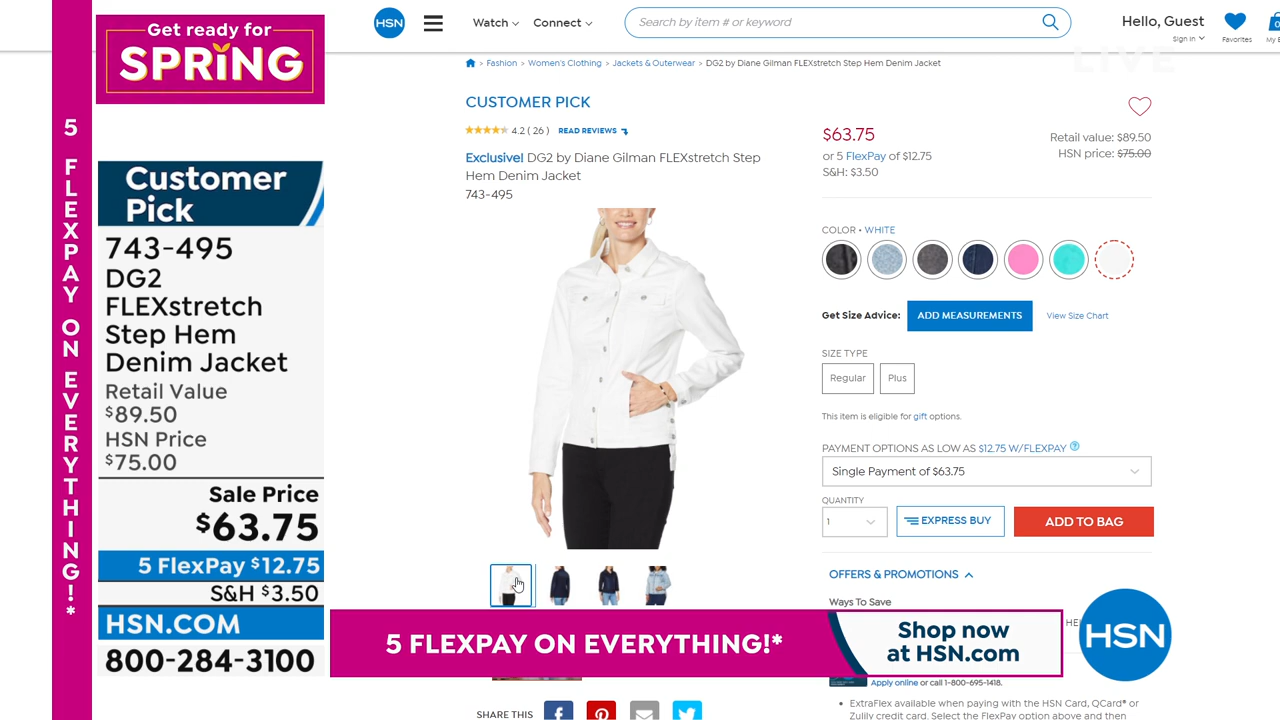 Get ready for
SPRING
5 FLEXPAY ON EVERYTHING!*
Customer
Pick
743-495
DG2
FLEXstretch
Step Hem
Denim Jacket
Retail Value
$89.50
HSN Price
$75.00
Sale Price
$63.75
5 FlexPay $12.75
S&H $3.50
HSN.COM
800-284-3100
HSN
Watch
Connect
Search by item # or keyword
Hello, Guest
Sign In
Favorites
0
LIVE
> Fashion > Women's Clothing > Jackets & Outerwear > DG2 by Diane Gilman FLEXstretch Step Hem Denim Jacket
CUSTOMER PICK
4.2 ( 26 ) READ REVIEWS
Exclusive! DG2 by Diane Gilman FLEXstretch Step
Hem Denim Jacket
743-495
$63.75
or 5 FlexPay of $12.75
S&H: $3.50
Retail value: $89.50
HSN price: $75.00
COLOR • WHITE
Get Size Advice: ADD MEASUREMENTS View Size Chart
SIZE TYPE
Regular Plus
This item is eligible for gift options.
PAYMENT OPTIONS AS LOW AS $12.75 W/FLEXPAY ?
Single Payment of $63.75
QUANTITY
1
EXPRESS BUY
ADD TO BAG
OFFERS & PROMOTIONS
Ways To Save
HE
5 FLEXPAY ON EVERYTHING!*
Shop now
at HSN.com
HSN
Apply online or call 1-800-695-1418.
• ExtraFlex available when paying with the HSN Card, QCard® or
Zulily credit card. Select the FlexPay option above and then
SHARE THIS